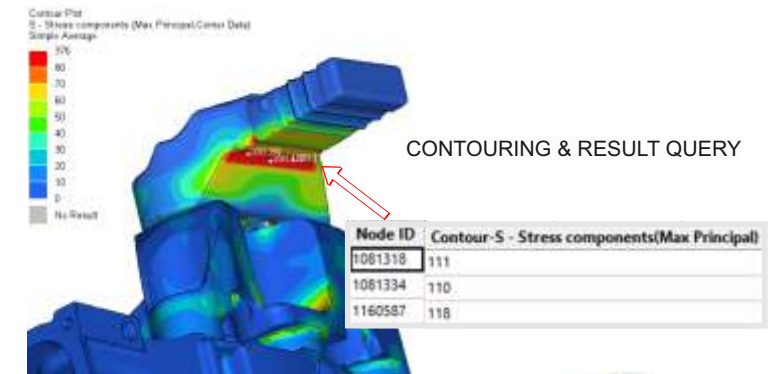 Contour Plot
S - Stress components (Max Principal,Corner Data)
Simple Average
376
80
70
60
50
40
30
20
10
0
No Result
CONTOURING & RESULT QUERY
Node ID Contour-S - Stress components(Max Principal)
1081318 111
1081334 110
1160587 118